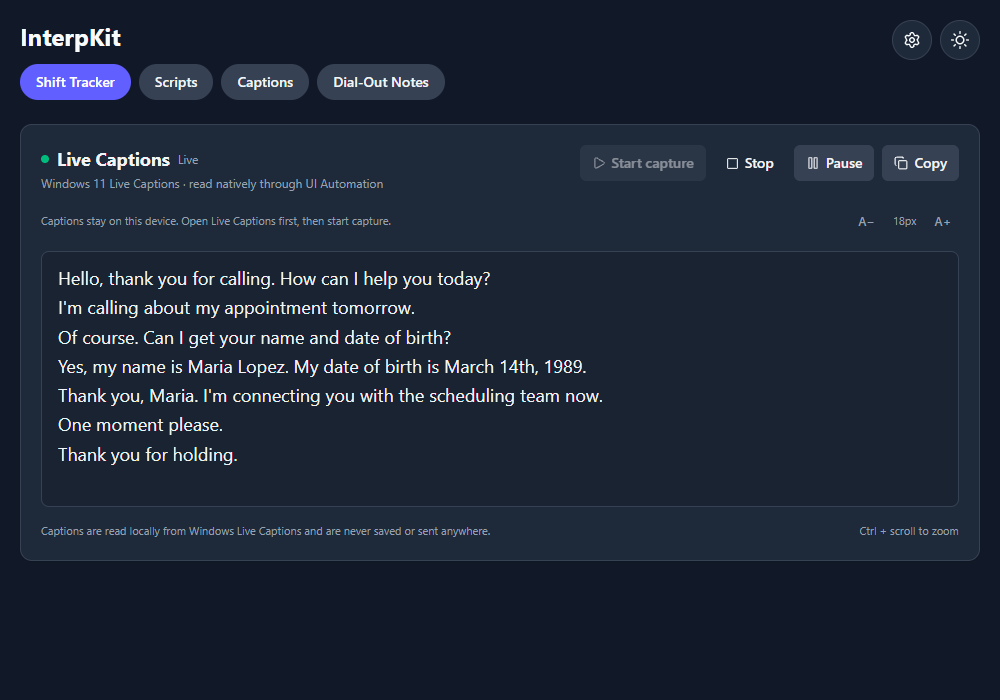 InterpKit
Shift Tracker
Scripts
Captions
Dial-Out Notes
Live Captions Live
Start capture
Stop
Pause
Copy
Windows 11 Live Captions · read natively through UI Automation
Captions stay on this device. Open Live Captions first, then start capture.
A− 18px A+
Hello, thank you for calling. How can I help you today?
I'm calling about my appointment tomorrow.
Of course. Can I get your name and date of birth?
Yes, my name is Maria Lopez. My date of birth is March 14th, 1989.
Thank you, Maria. I'm connecting you with the scheduling team now.
One moment please.
Thank you for holding.
Captions are read locally from Windows Live Captions and are never saved or sent anywhere.
Ctrl + scroll to zoom